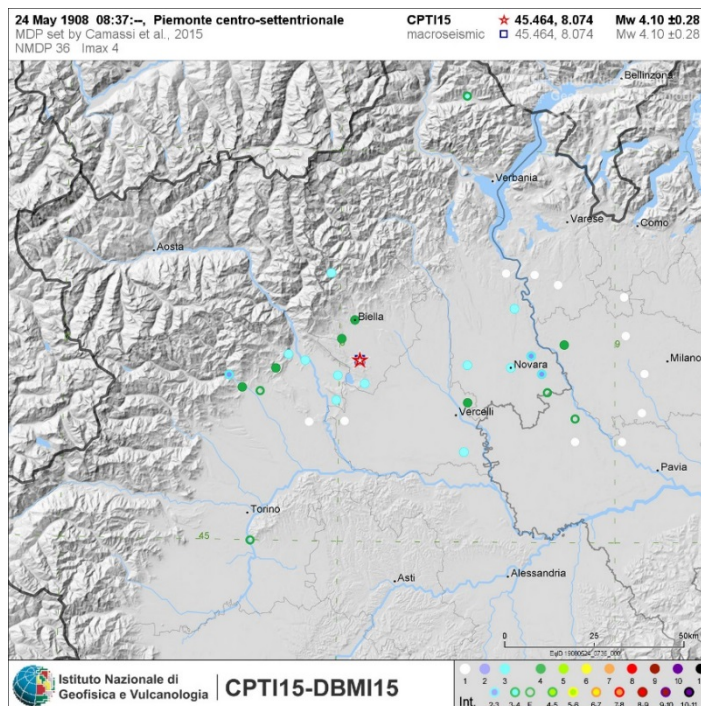 24 May 1908 08:37:--, Piemonte centro-settentrionale CPTI15 45.464, 8.074 Mw 4.10 ±0.28
MDP set by Camassi et al., 2015 macroseismic 45.464, 8.074 Mw 4.10 ±0.28
NMDP 36 Imax 4
Bellinzona
Verbania
Varese
Como
Aosta
Biella
9
Novara
Milano
Vercelli
Pavia
Torino
45
Asti
Alessandria
0 25 50km
Istituto Nazionale di
Geofisica e Vulcanologia
CPTI15-DBMI15
1 2 3 4 5 6 7 8 9 10
Int. 2-3 3-4 F 4-5 5-6 6-7 7-8 8-9 9-10 10-11